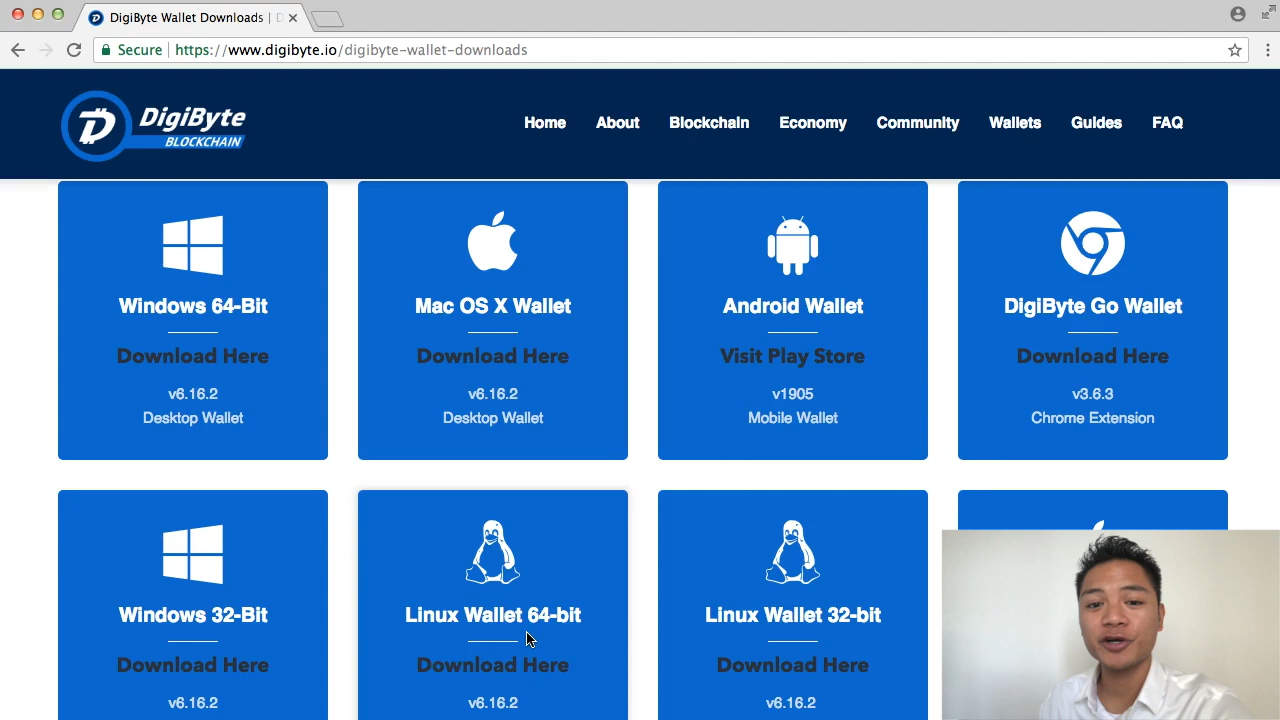 DigiByte Wallet Downloads | D
Secure
https://www.digibyte.io/digibyte-wallet-downloads
DigiByte
BLOCKCHAIN
Home
About
Blockchain
Economy
Community
Wallets
Guides
FAQ
Windows 64-Bit
Download Here
v6.16.2
Desktop Wallet
Mac OS X Wallet
Download Here
v6.16.2
Desktop Wallet
Android Wallet
Visit Play Store
v1905
Mobile Wallet
DigiByte Go Wallet
Download Here
v3.6.3
Chrome Extension
Windows 32-Bit
Download Here
v6.16.2
Linux Wallet 64-bit
Download Here
v6.16.2
Linux Wallet 32-bit
Download Here
v6.16.2